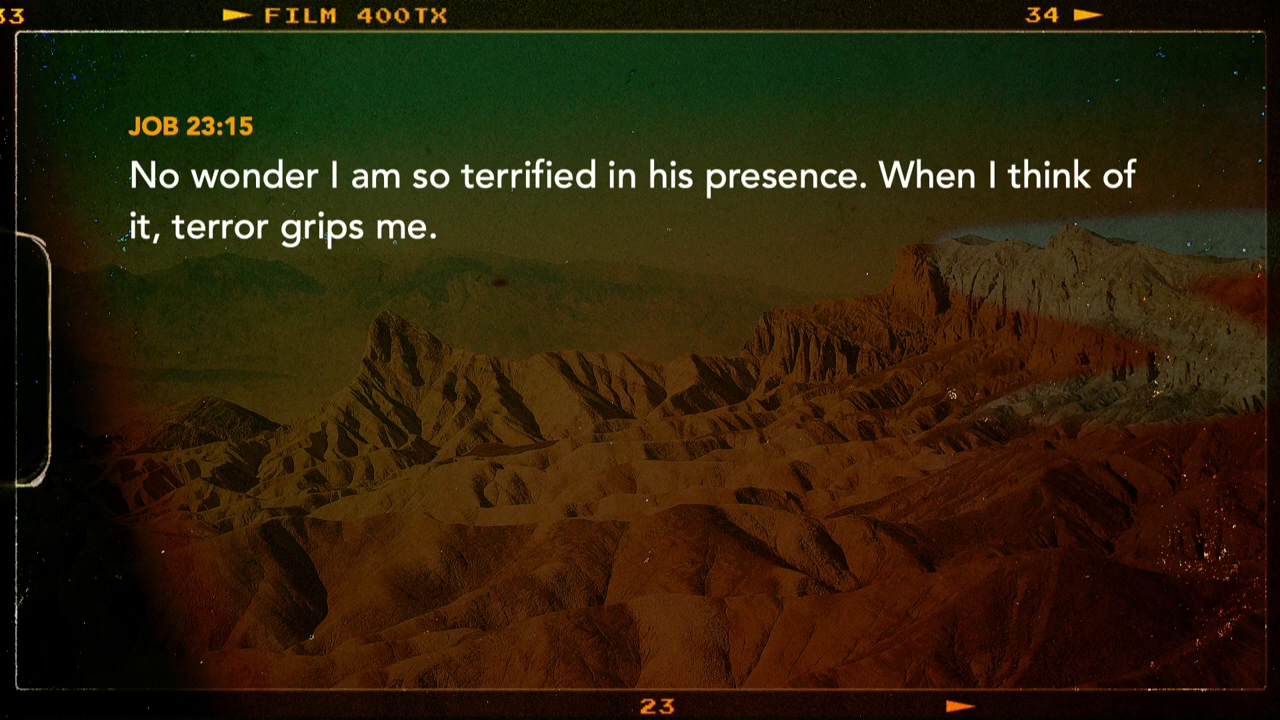 33 FILM 400TX 34
JOB 23:15
No wonder I am so terrified in his presence. When I think of
it, terror grips me.
23